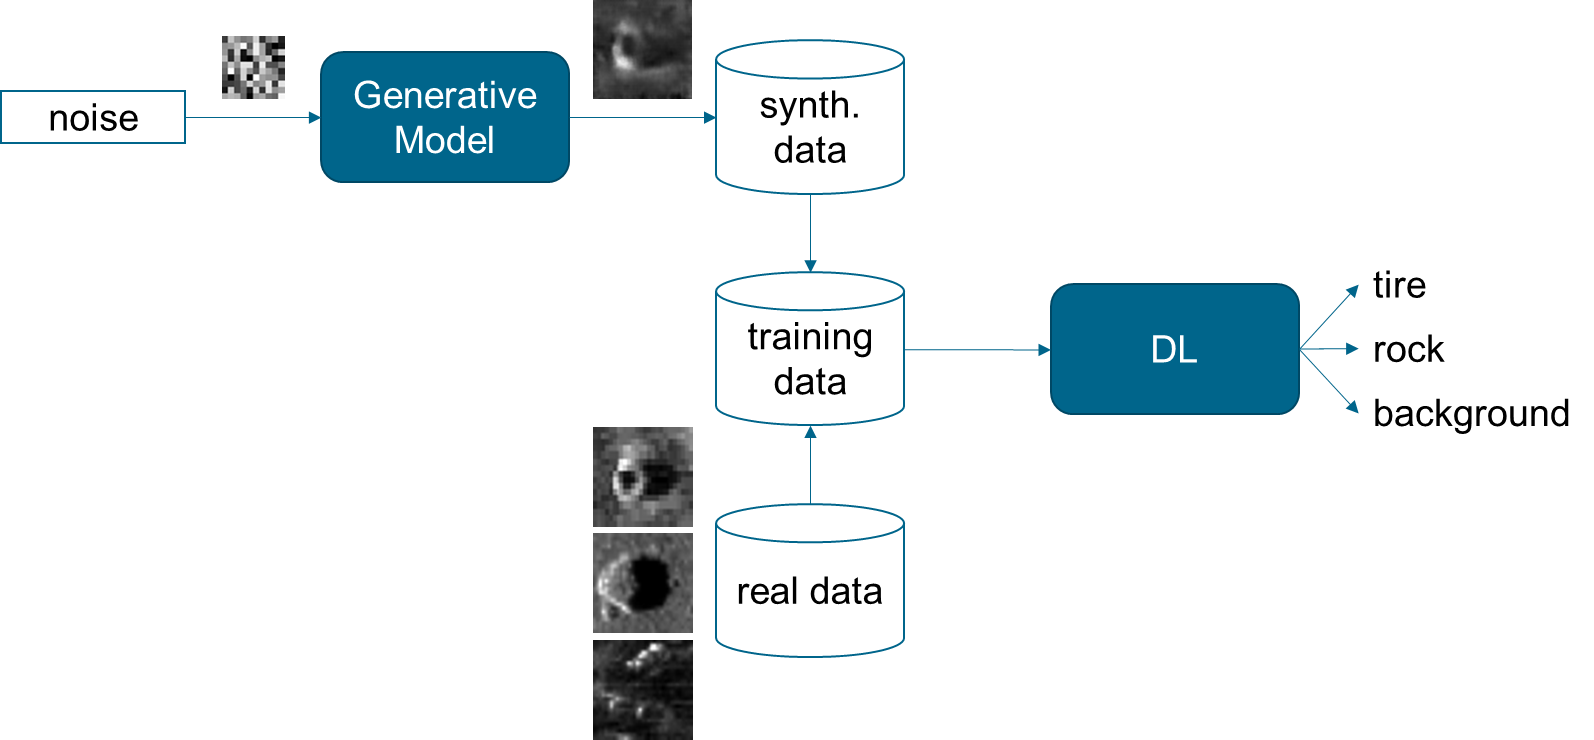 noise
Generative
Model
synth.
data
training
data
DL
tire
rock
background
real data